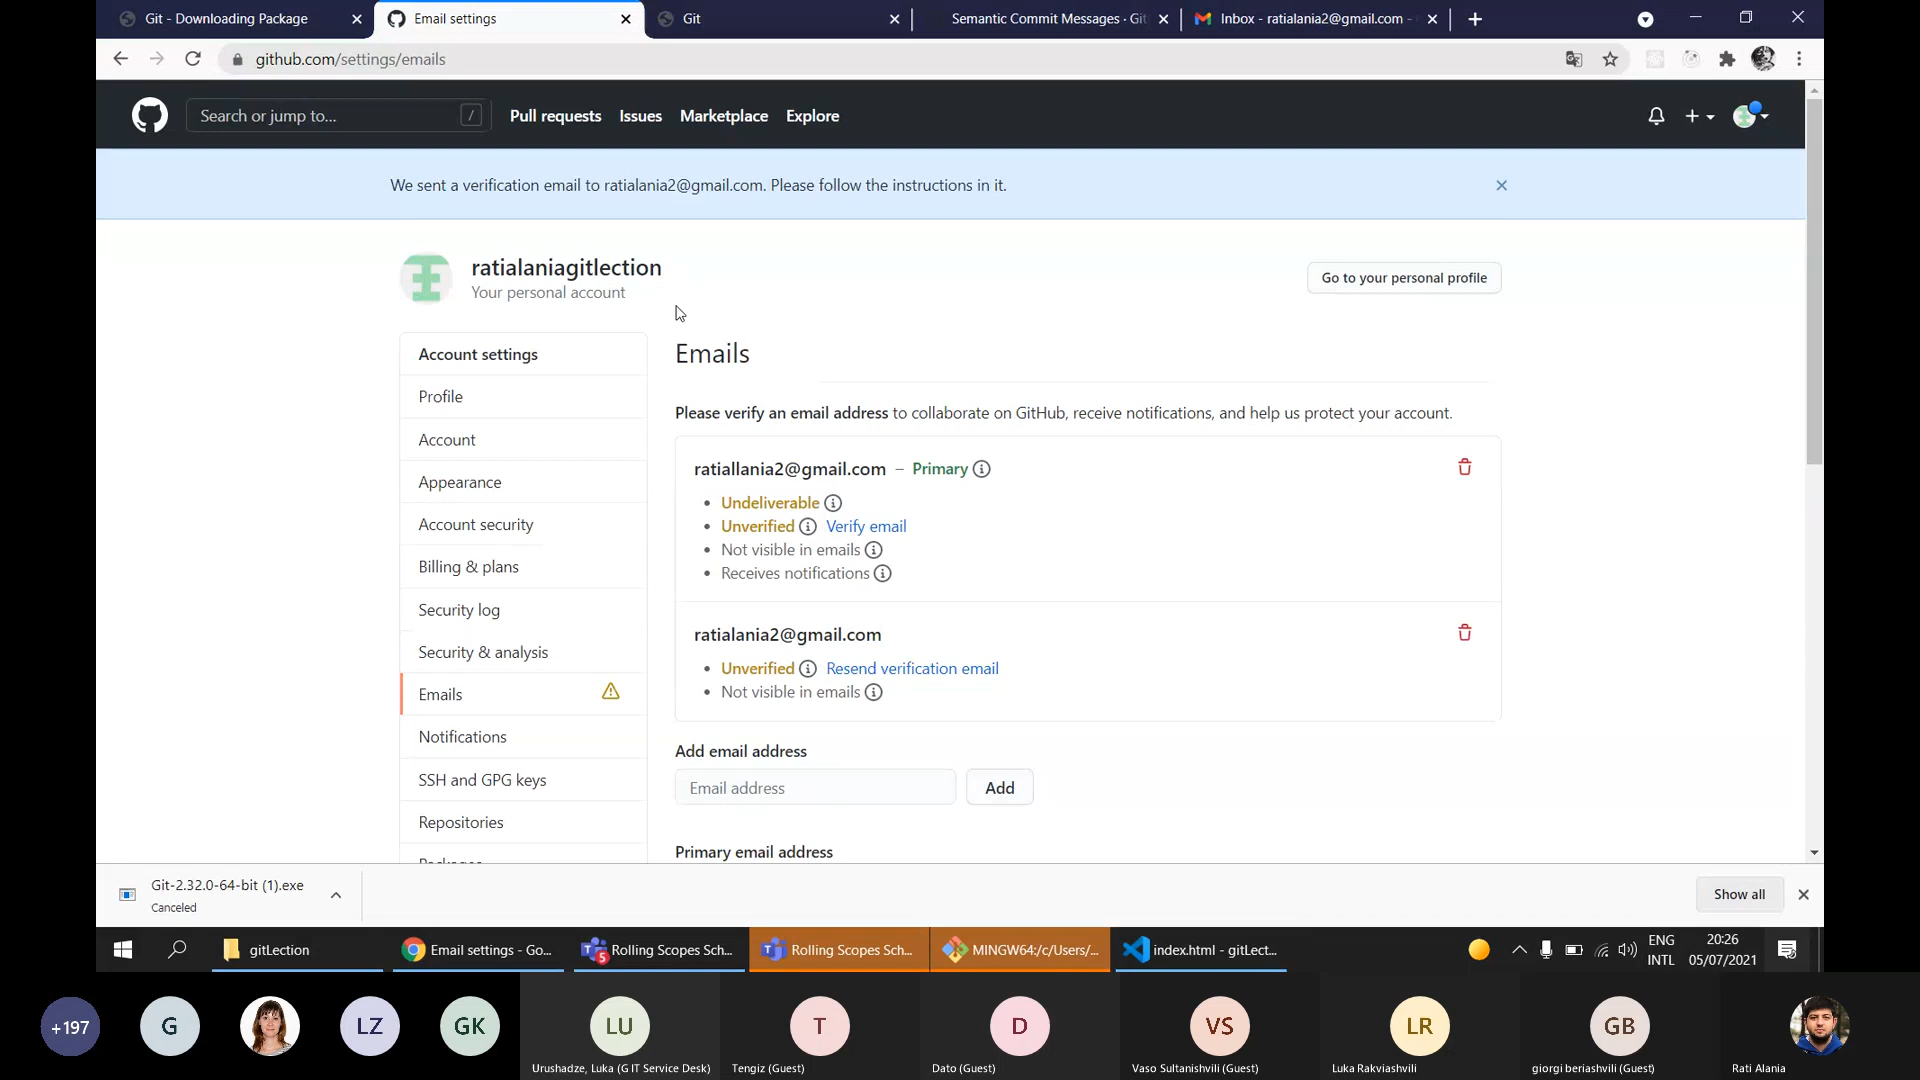 Git - Downloading Package
Email settings
Git
Semantic Commit Messages · Git
Inbox - ratialania2@gmail.com -
github.com/settings/emails
Search or jump to...
/
Pull requests
Issues
Marketplace
Explore
We sent a verification email to ratialania2@gmail.com. Please follow the instructions in it.
ratialaniagitlection
Your personal account
Go to your personal profile
Account settings
Profile
Account
Appearance
Account security
Billing & plans
Security log
Security & analysis
Emails
Notifications
SSH and GPG keys
Repositories
Emails
Please verify an email address to collaborate on GitHub, receive notifications, and help us protect your account.
ratiallania2@gmail.com – Primary
Undeliverable
Unverified Verify email
Not visible in emails
Receives notifications
ratialania2@gmail.com
Unverified Resend verification email
Not visible in emails
Add email address
Email address
Add
Primary email address
Git-2.32.0-64-bit (1).exe
Canceled
Show all
gitLection
Email settings - Go...
5
Rolling Scopes Sch...
Rolling Scopes Sch...
MINGW64:/c/Users/...
index.html - gitLect...
ENG
INTL
20:26
05/07/2021
+197
G
LZ
GK
LU
Urushadze, Luka (G IT Service Desk)
T
Tengiz (Guest)
D
Dato (Guest)
VS
Vaso Sultanishvili (Guest)
LR
Luka Rakviashvili
GB
giorgi beriashvili (Guest)
Rati Alania